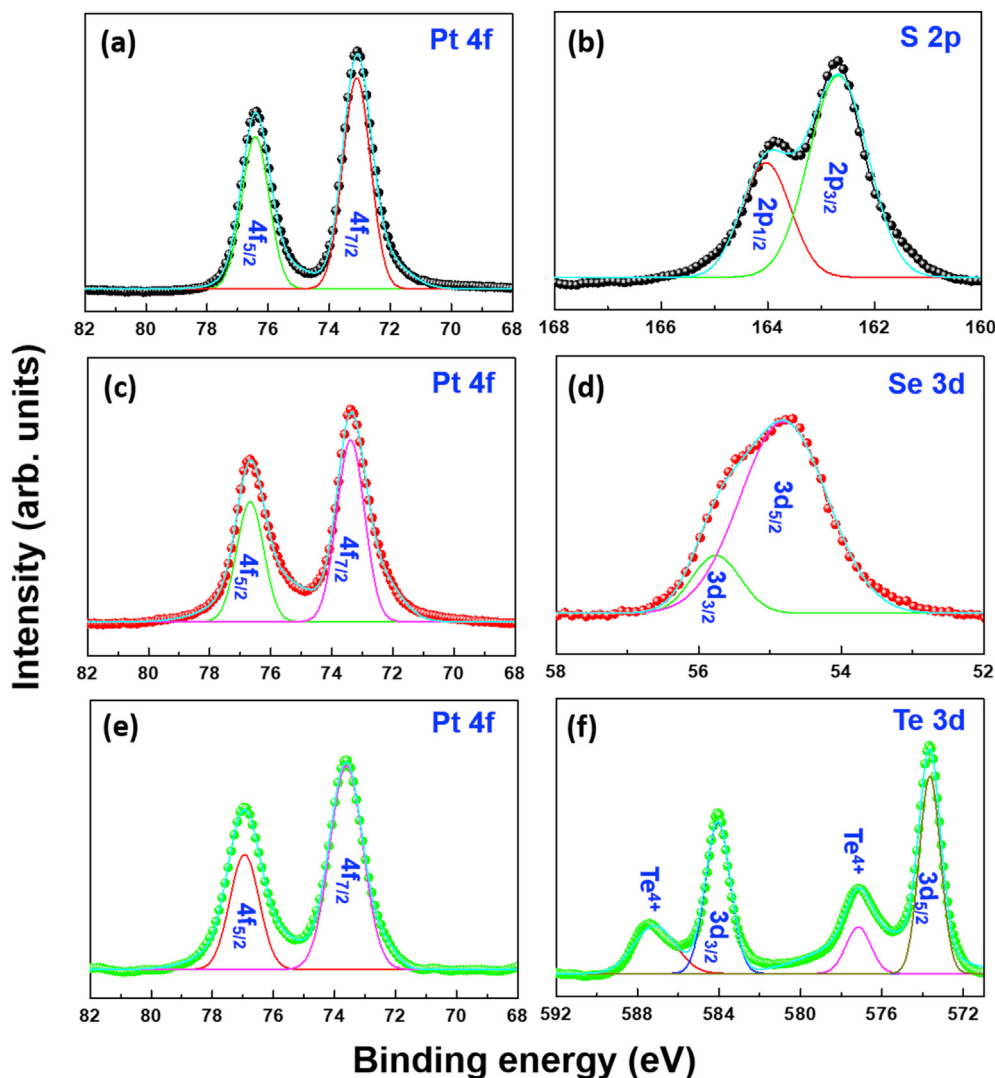 (a) Pt 4f
4f5/2
4f7/2
82 80 78 76 74 72 70 68
(b) S 2p
2p1/2
2p3/2
168 166 164 162 160
(c) Pt 4f
4f5/2
4f7/2
82 80 78 76 74 72 70 68
(d) Se 3d
3d3/2
3d5/2
58 56 54 52
(e) Pt 4f
4f5/2
4f7/2
82 80 78 76 74 72 70 68
(f) Te 3d
Te4+
3d3/2
Te4+
3d5/2
592 588 584 580 576 572
Intensity (arb. units)
Binding energy (eV)